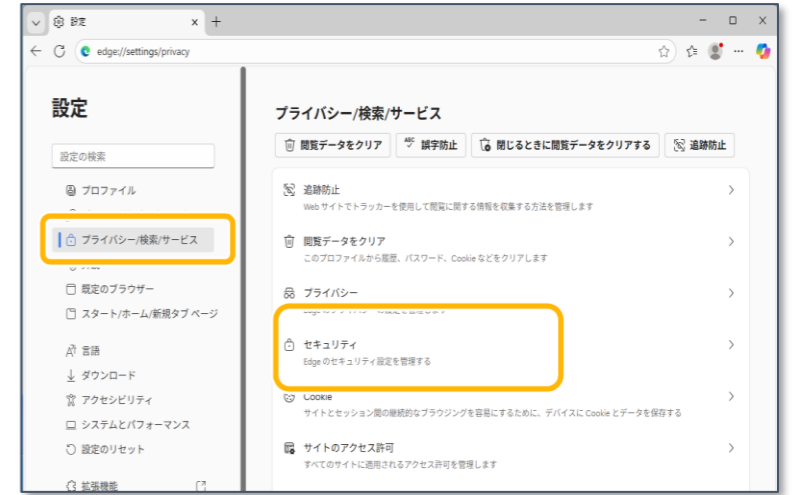 設定
edge://settings/privacy
設定
設定の検索
プロファイル
プライバシー/検索/サービス
既定のブラウザー
スタート/ホーム/新規タブ ページ
言語
ダウンロード
アクセシビリティ
システムとパフォーマンス
設定のリセット
拡張機能
プライバシー/検索/サービス
閲覧データをクリア
ABC 誤字防止
閉じるときに閲覧データをクリアする
追跡防止
追跡防止
Web サイトでトラッカーを使用して閲覧に関する情報を収集する方法を管理します
閲覧データをクリア
このプロファイルから履歴、パスワード、Cookie などをクリアします
プライバシー
セキュリティ
Edge のセキュリティ設定を管理する
Cookie
サイトとセッション間の継続的なブラウジングを容易にするために、デバイスに Cookie とデータを保存する
サイトのアクセス許可
すべてのサイトに適用されるアクセス許可を管理します